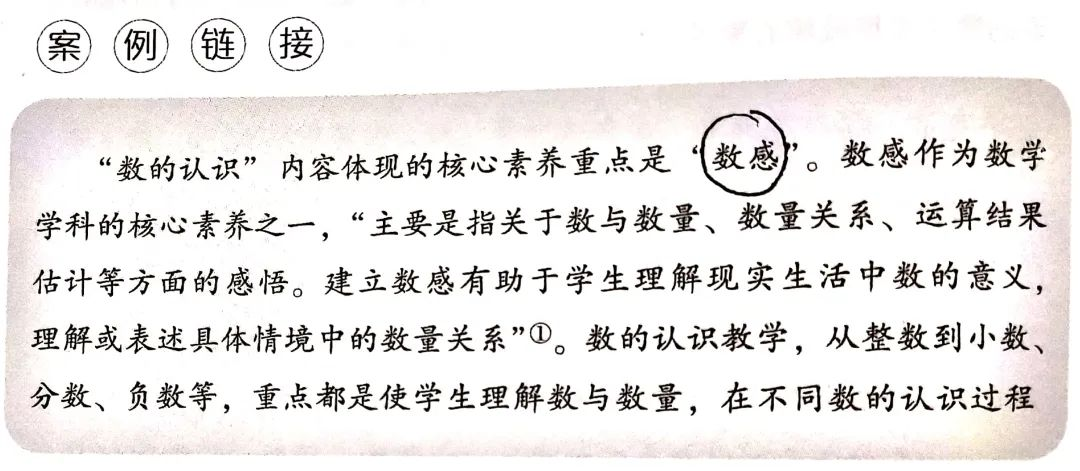 案例链接
“数的认识”内容体现的核心素养重点是“数感”。数感作为数学
学科的核心素养之一，“主要是指关于数与数量、数量关系、运算结果
估计等方面的感悟。建立数感有助于学生理解现实生活中数的意义，
理解或表述具体情境中的数量关系”①。数的认识教学，从整数到小数、
分数、负数等，重点都是使学生理解数与数量，在不同数的认识过程